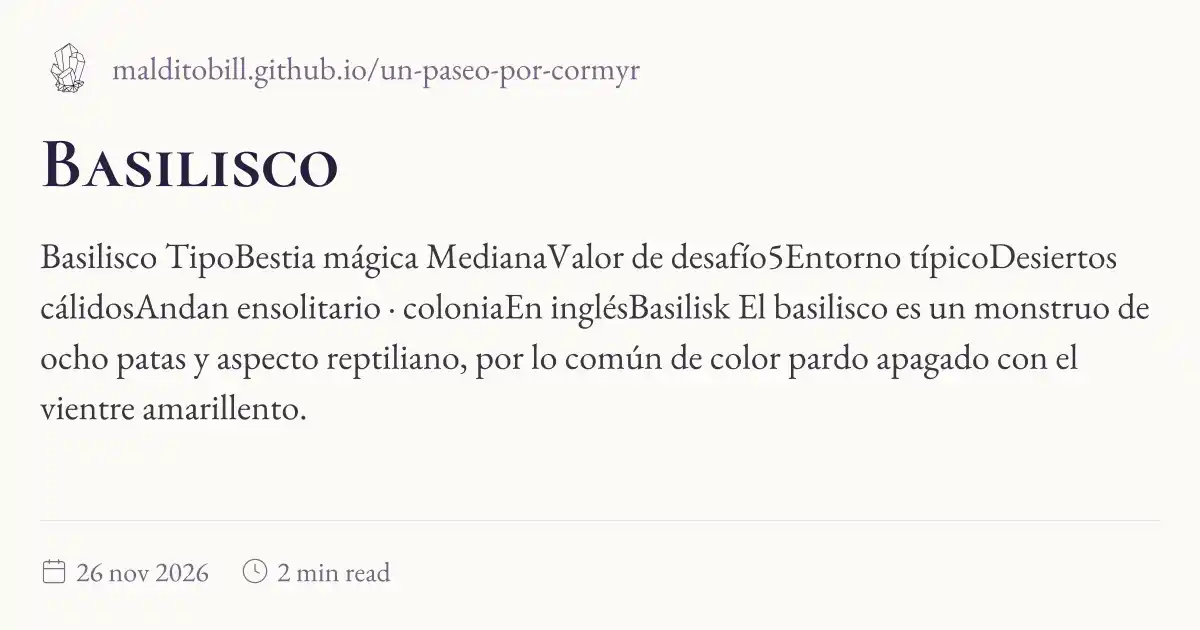 malditobill.github.io/un-paseo-por-cormyr
Basilisco
Basilisco TipoBestia mágica MedianaValor de desafío5Entorno típicoDesiertos
cálidosAndan ensolitario · coloniaEn inglésBasilisk El basilisco es un monstruo de
ocho patas y aspecto reptiliano, por lo común de color pardo apagado con el
vientre amarillento.
26 nov 2026 2 min read